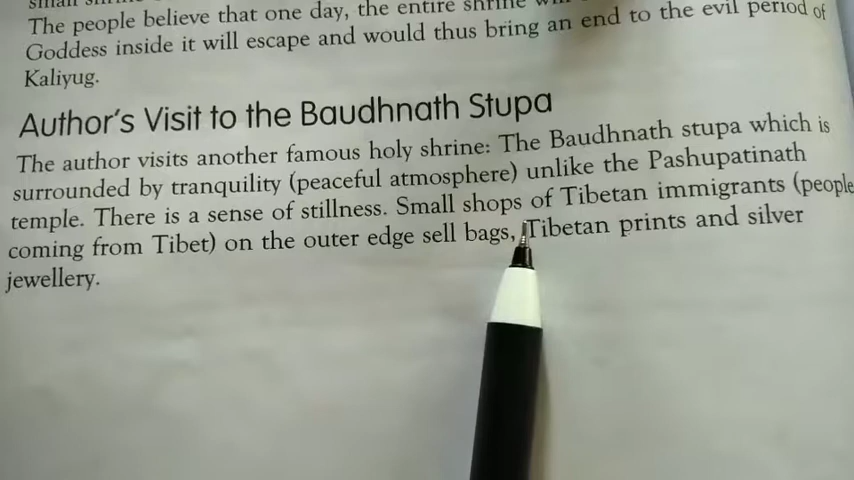 small
The people believe that one day, the entire shrine
Goddess inside it will escape and would thus bring an end to the evil period of
Kaliyug.
Author's Visit to the Baudhnath Stupa
The author visits another famous holy shrine: The Baudhnath stupa which is
surrounded by tranquility (peaceful atmosphere) unlike the Pashupatinath
temple. There is a sense of stillness. Small shops of Tibetan immigrants (people
coming from Tibet) on the outer edge sell bags, Tibetan prints and silver
jewellery.